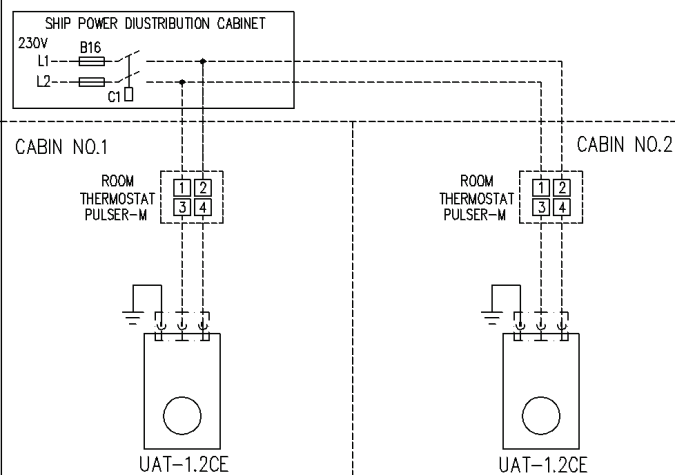 SHIP POWER DIUSTRIBUTION CABINET
230V
B16
L1
L2
C1
CABIN NO.1
CABIN NO.2
ROOM
THERMOSTAT
PULSER-M
1 2
3 4
ROOM
THERMOSTAT
PULSER-M
1 2
3 4
UAT-1.2CE
UAT-1.2CE